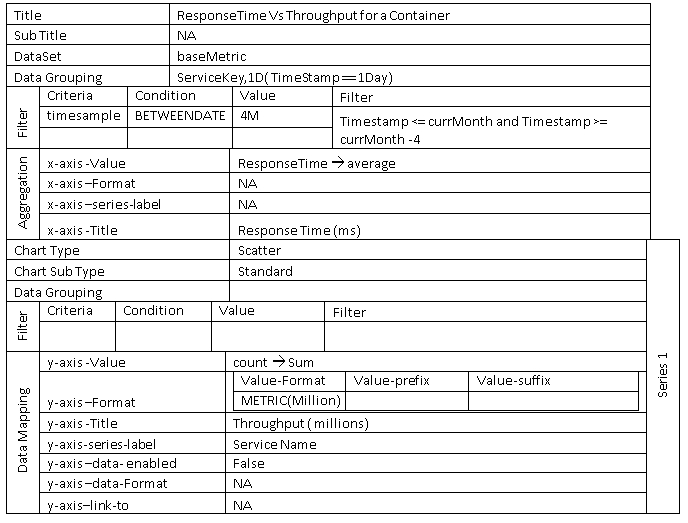 Title ResponseTime Vs Throughput for a Container
Sub Title NA
DataSet baseMetric
Data Grouping ServiceKey,1D( TimeStamp==1Day)
Filter
Criteria Condition Value Filter
timesample BETWEENDATE 4M Timestamp <= currMonth and Timestamp >=
currMonth -4
Aggregation
x-axis -Value ResponseTime → average
x-axis –Format NA
x-axis –series-label NA
x-axis -Title Response Time (ms)
Chart Type Scatter
Chart Sub Type Standard
Data Grouping
Filter
Criteria Condition Value Filter
Data Mapping
y-axis -Value count → Sum
y-axis –Format
Value-Format Value-prefix Value-suffix
METRIC(Million)
y-axis -Title Throughput ( millions)
y-axis-series-label Service Name
y-axis –data- enabled False
y-axis –data-Format NA
y-axis–link-to NA
Series 1